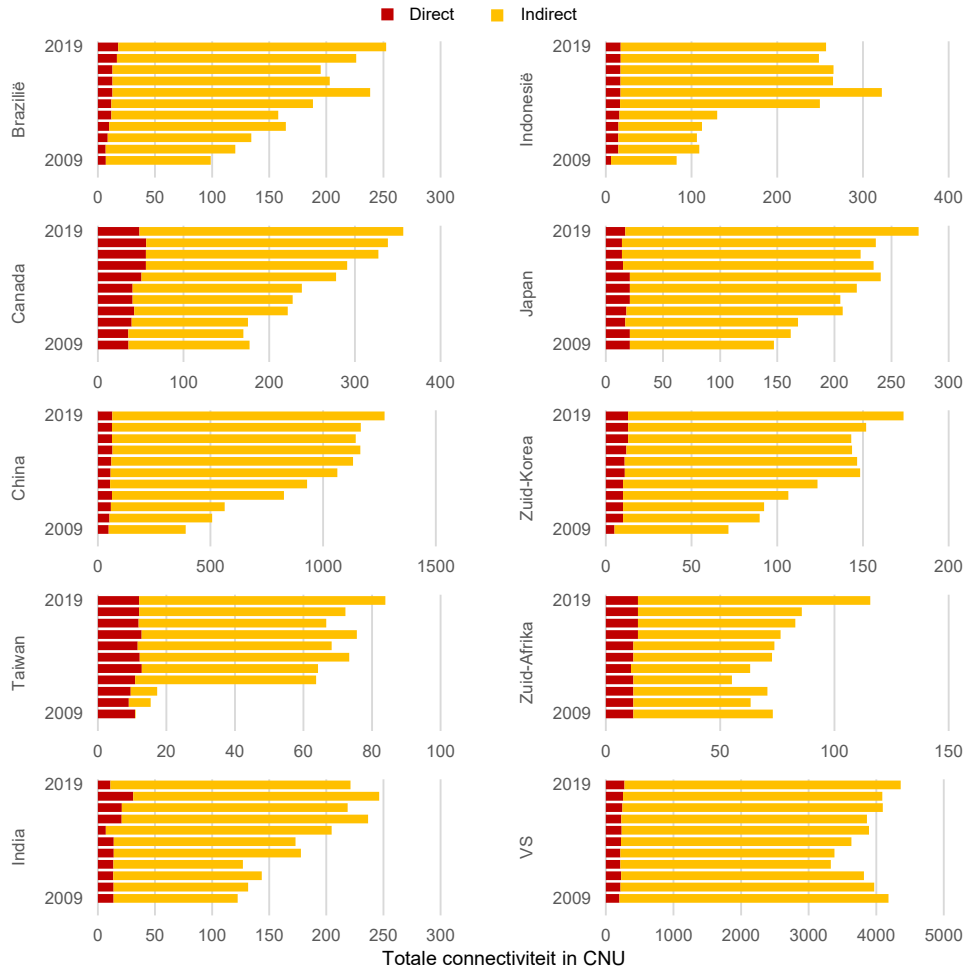 Direct Indirect
2019
Brazilië
2009
0 50 100 150 200 250 300
2019
Indonesië
2009
0 100 200 300 400
2019
Canada
2009
0 100 200 300 400
2019
Japan
2009
0 50 100 150 200 250 300
2019
China
2009
0 500 1000 1500
2019
Zuid-Korea
2009
0 50 100 150 200
2019
Taiwan
2009
0 20 40 60 80 100
2019
Zuid-Afrika
2009
0 50 100 150
2019
India
2009
0 50 100 150 200 250 300
2019
VS
2009
0 1000 2000 3000 4000 5000
Totale connectiviteit in CNU